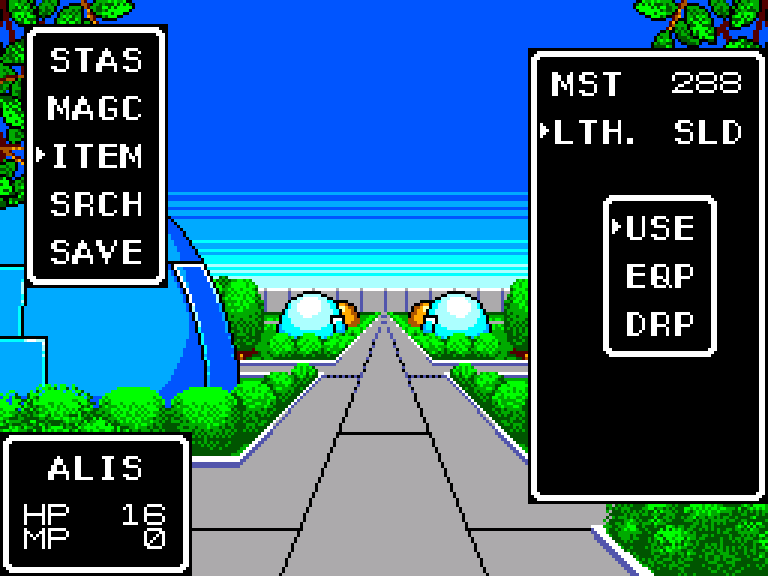 STAS
MAGC
ITEM
SRCH
SAVE
MST 288
LTH. SLD
USE
EQP
DRP
ALIS
HP 16
MP 0